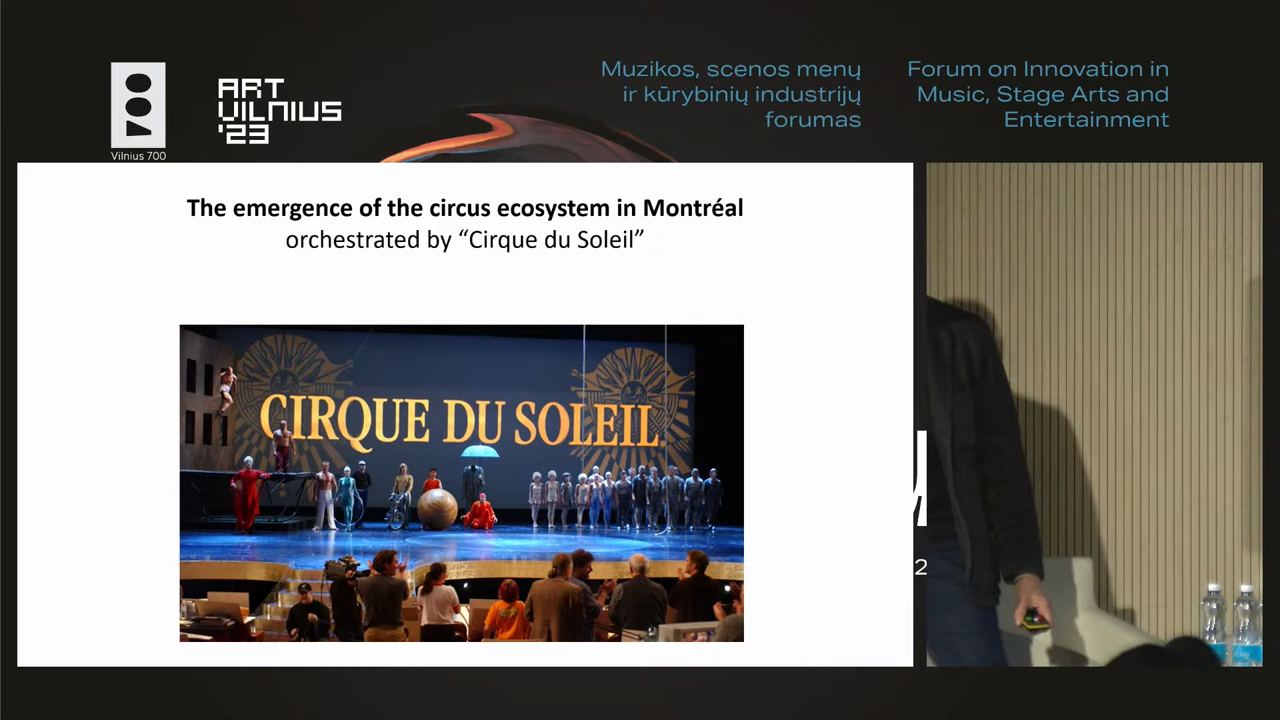 Vilnius 700
ART
VILNIUS
'23
Muzikos, scenos menų
ir kūrybinių industrijų
forumas
Forum on Innovation in
Music, Stage Arts and
Entertainment
The emergence of the circus ecosystem in Montréal
orchestrated by “Cirque du Soleil”
CIRQUE DU SOLEIL
2